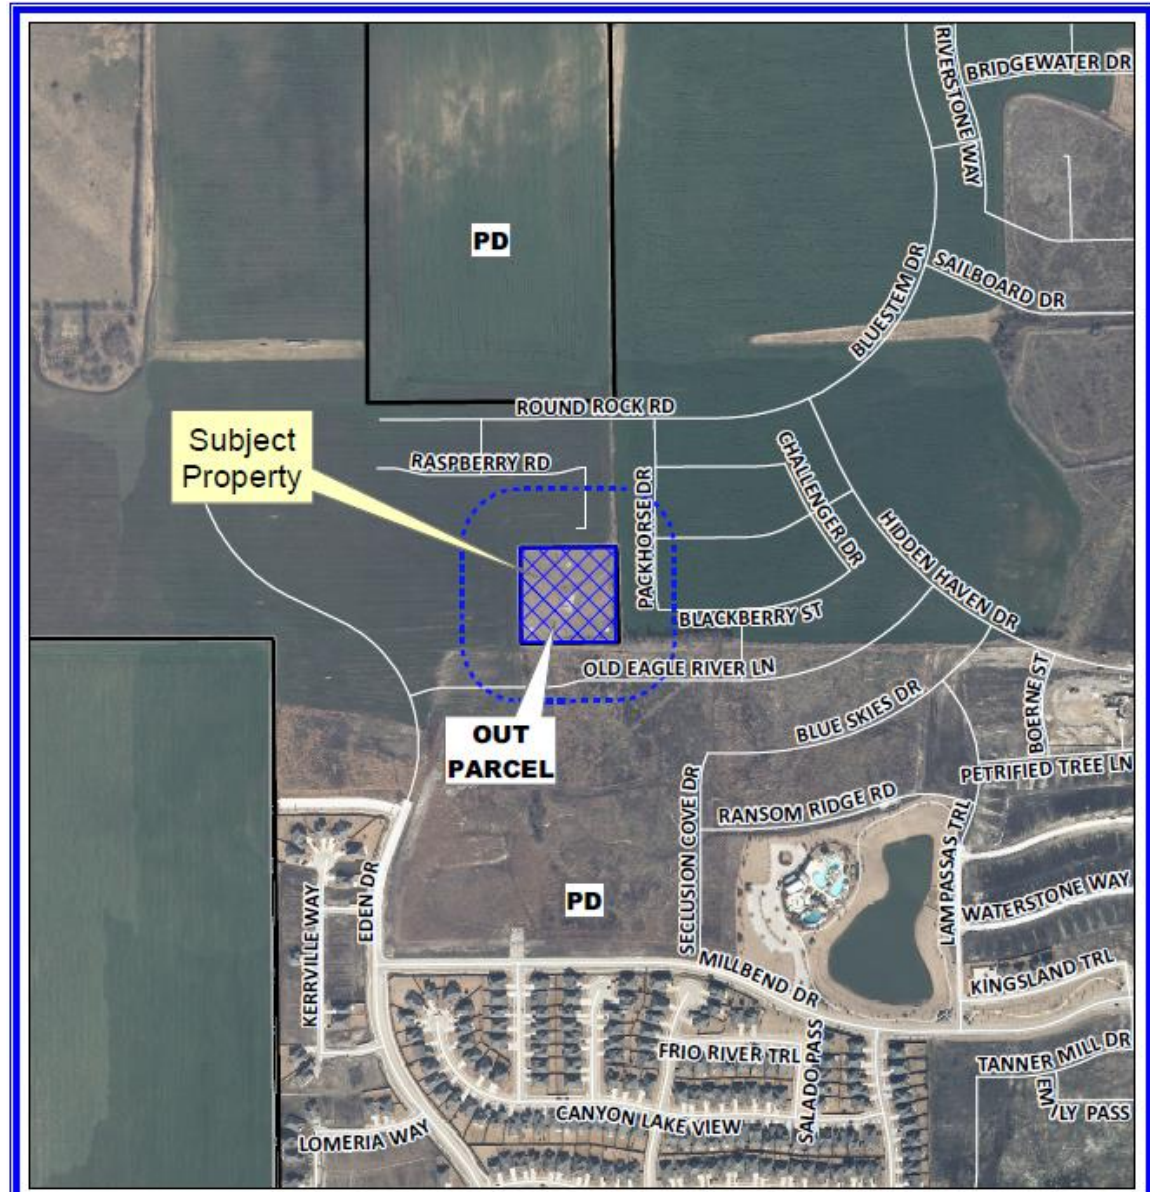 RIVERSTONE WAY
BRIDGEWATER DR
PD
BLUESTEM DR
SAILBOARD DR
ROUND ROCK RD
Subject
Property
RASPBERRY RD
PACKHORSE DR
CHALLENGER DR
HIDDEN HAVEN DR
BLACKBERRY ST
OLD EAGLE RIVER LN
OUT
PARCEL
BLUE SKIES DR
BOERNE ST
PETRIFIED TREE LN
SECLUSION COVE DR
RANSOM RIDGE RD
LAMPASSAS TRL
KERRVILLE WAY
EDEN DR
PD
WATERSTONE WAY
MILLBEND DR
KINGSLAND TRL
FRIO RIVER TRL
SALADO PASS
TANNER MILL DR
EMILY PASS
CANYON LAKE VIEW
LOMERIA WAY